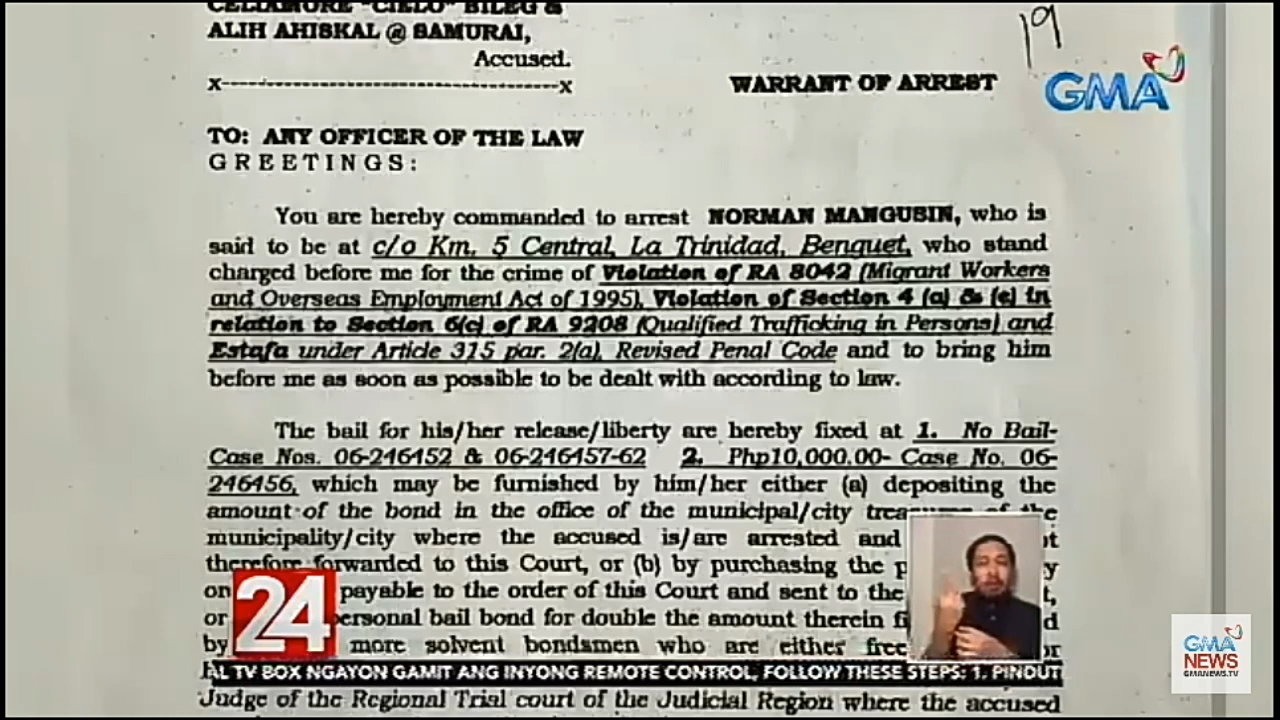 CELIAMORE "CIELO" BILEG &
ALIH AHISKAL @ SAMURAI,
Accused.
x-----------------------------------x
19
GMA
WARRANT OF ARREST
TO: ANY OFFICER OF THE LAW
GREETINGS:
You are hereby commanded to arrest NORMAN MANGUSIN, who is
said to be at c/o Km. 5 Central, La Trinidad, Benguet, who stand
charged before me for the crime of Violation of RA 8042 (Migrant Workers
and Overseas Employment Act of 1995), Violation of Section 4 (a) & (e) in
relation to Section 6(c) of RA 9208 (Qualified Trafficking in Persons) and
Estafa under Article 315 par. 2(a), Revised Penal Code and to bring him
before me as soon as possible to be dealt with according to law.
The bail for his/her release/liberty are hereby fixed at 1. No Bail-
Case Nos. 06-246452 & 06-246457-62 2. Php10,000.00- Case No. 06-
246456, which may be furnished by him/her either (a) depositing the
amount of the bond in the office of the municipal/city of the
municipality/city where the accused is/are arrested and
therefore forwarded to this Court, or (b) by purchasing the
payable to the order of this Court and sent to the
or personal bail bond for double the amount therein
by more solvent bondsmen who are either
24
AL TV BOX NGAYON GAMIT ANG INYONG REMOTE CONTROL, FOLLOW THESE STEPS: 1. PINDUT
Judge of the Regional Trial court of the Judicial Region where the accused
GMA
NEWS
GMANEWS.TV